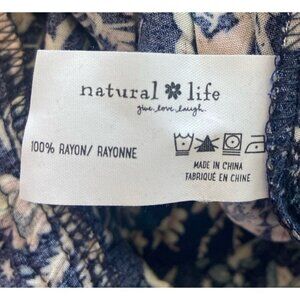 natural life
give. love. laugh.
100% RAYON/ RAYONNE
MADE IN CHINA
FABRIQUÉ EN CHINE